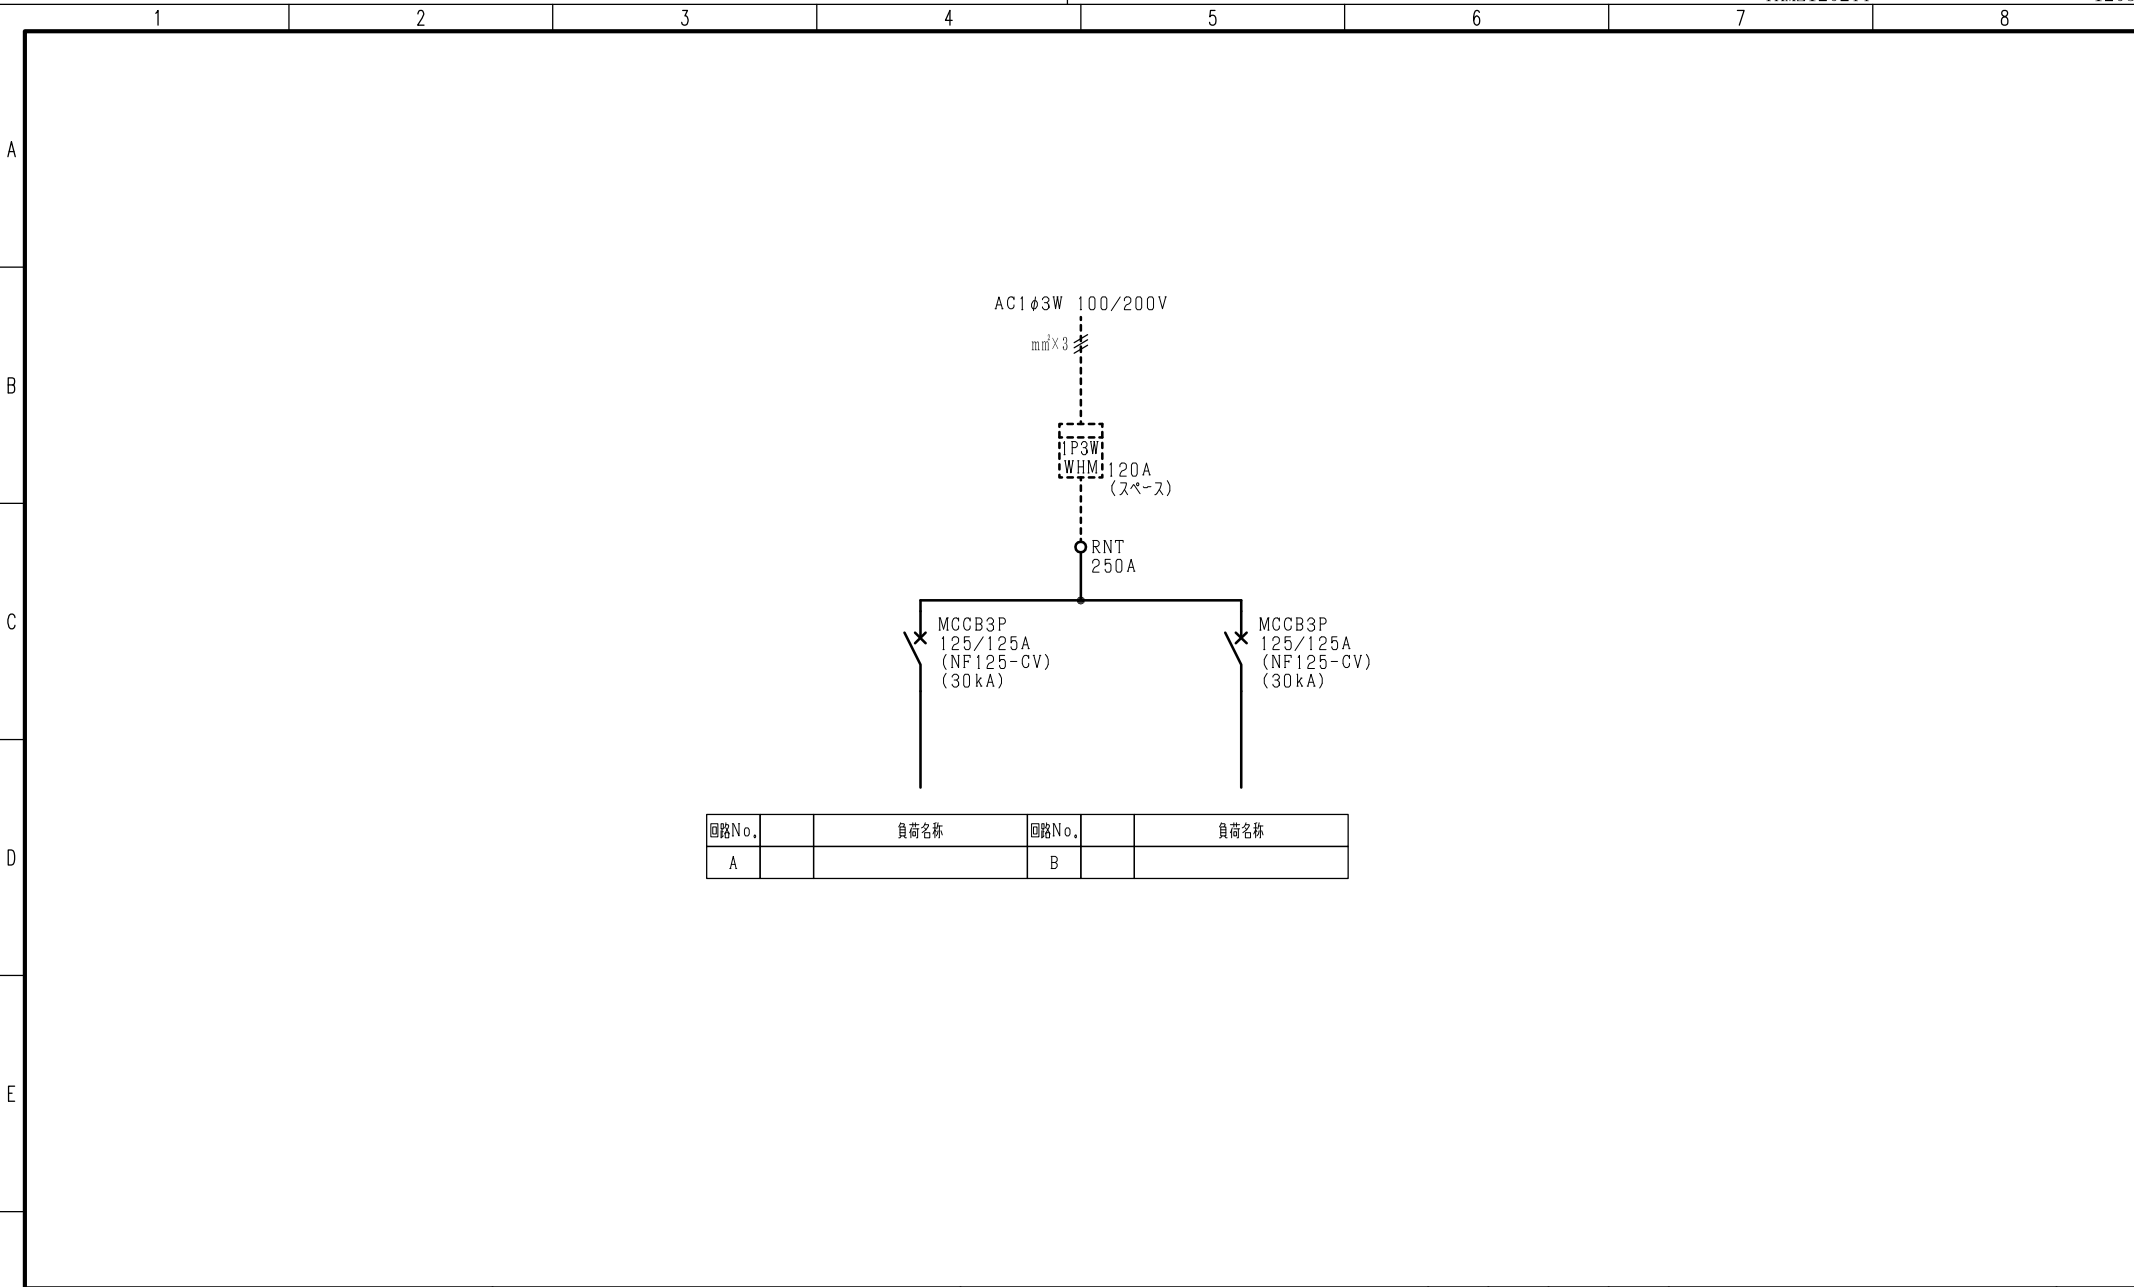 1 2 3 4 5 6 7 8
A
B
C
D
E
AC1φ3W 100/200V
mm²×3
1P3W
WHM
120A
(スペース)
RNT
250A
MCCB3P
125/125A
(NF125-CV)
(30kA)
MCCB3P
125/125A
(NF125-CV)
(30kA)
回路No. 負荷名称 回路No. 負荷名称
A B